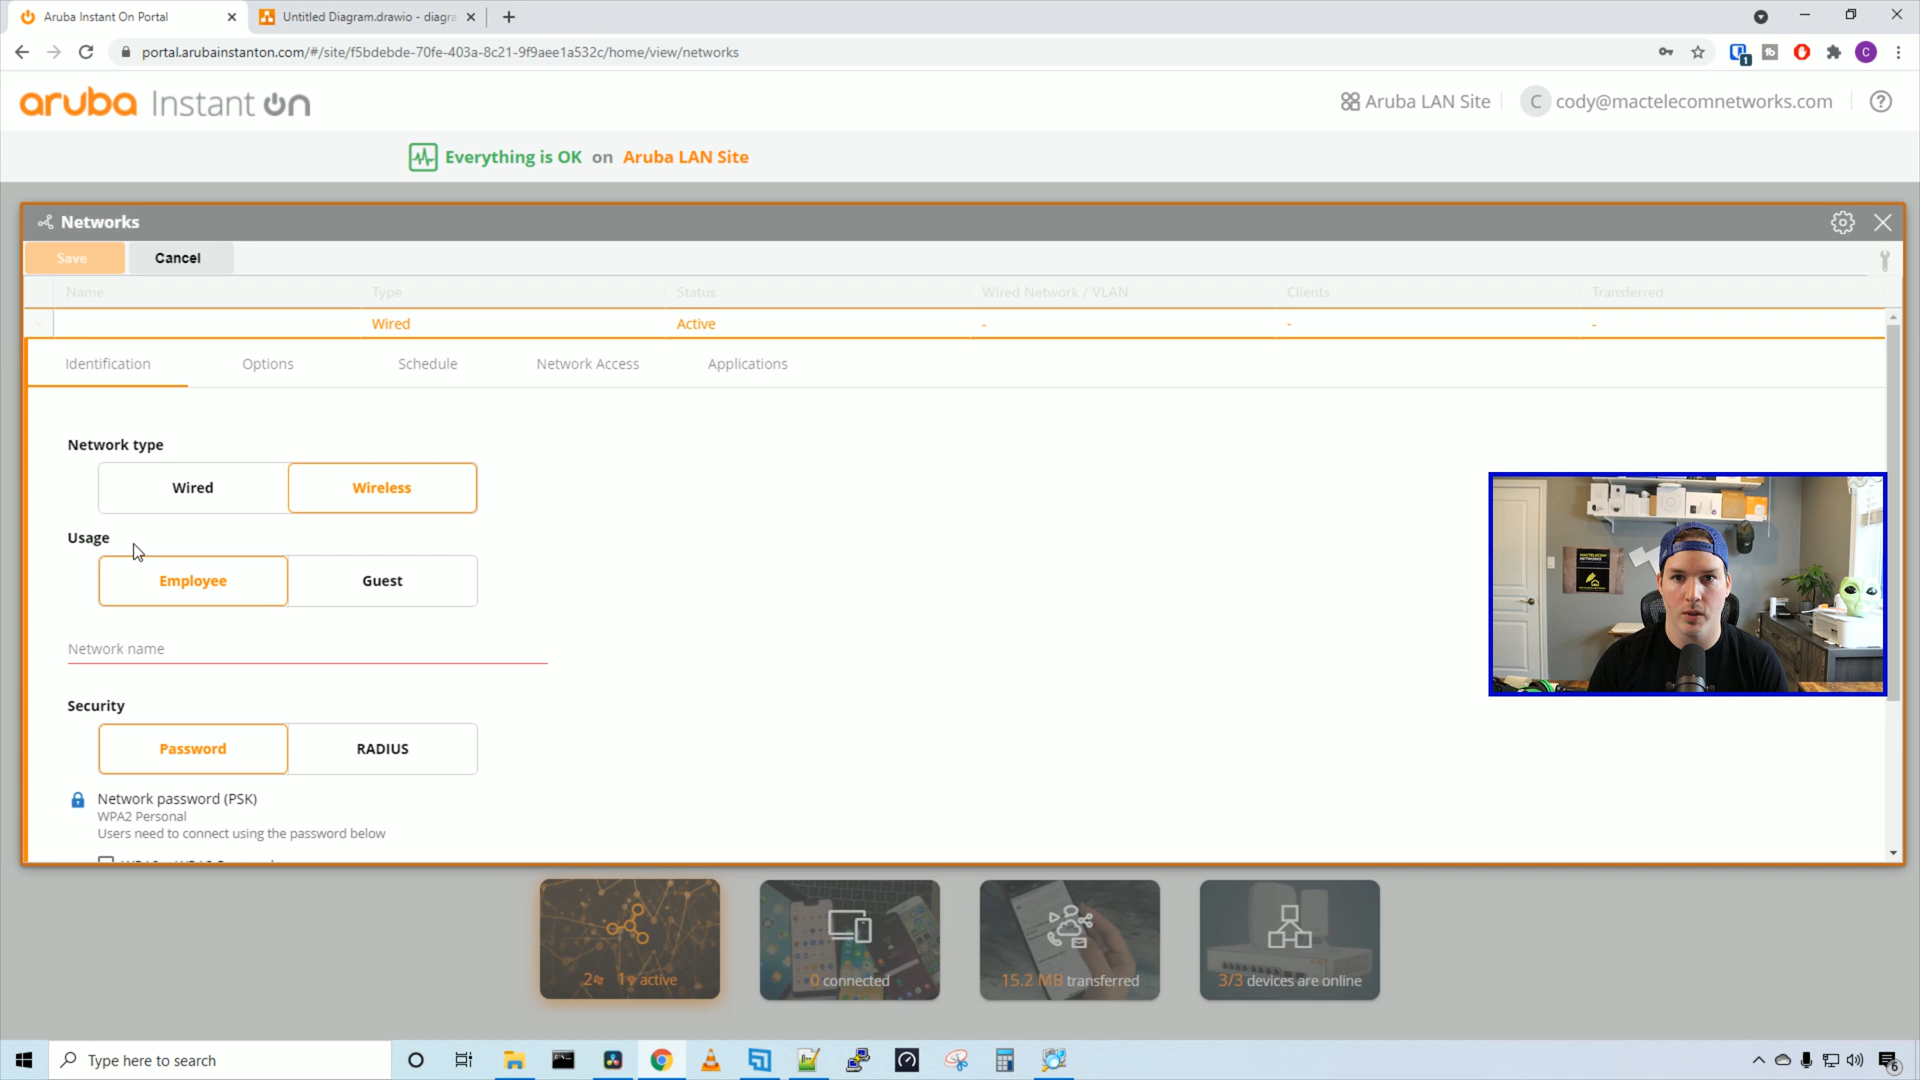 Aruba Instant On Portal
Untitled Diagram.drawio - diagra
portal.arubainstanton.com/#/site/f5bdebde-70fe-403a-8c21-9f9aee1a532c/home/view/networks
1
C
aruba Instant On
Aruba LAN Site
C
cody@mactelecomnetworks.com
?
Everything is OK on Aruba LAN Site
Networks
Save
Cancel
Name
Type
Status
Wired Network / VLAN
Clients
Transferred
Wired
Active
-
-
-
Identification
Options
Schedule
Network Access
Applications
Network type
Wired
Wireless
Usage
Employee
Guest
Network name
Security
Password
RADIUS
Network password (PSK)
WPA2 Personal
Users need to connect using the password below
2 1 active
0 connected
15.2 MB transferred
3/3 devices are online
Type here to search
6